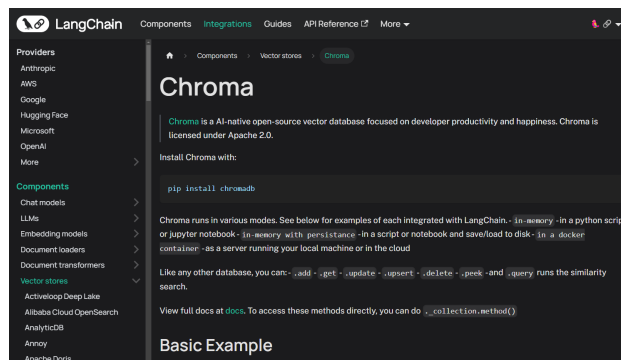 LangChain
Components Integrations Guides API Reference More
Providers
Anthropic
AWS
Google
Hugging Face
Microsoft
OpenAI
More
Components
Chat models
LLMs
Embedding models
Document loaders
Document transformers
Vector stores
Activeloop Deep Lake
Alibaba Cloud OpenSearch
AnalyticDB
Annoy
Apache Doris
Components Vector stores Chroma
Chroma
Chroma is a AI-native open-source vector database focused on developer productivity and happiness. Chroma is
licensed under Apache 2.0.
Install Chroma with:
pip install chromadb
Chroma runs in various modes. See below for examples of each integrated with LangChain. - in-memory - in a python scrip
or jupyter notebook - in-memory with persistance - in a script or notebook and save/load to disk - in a docker
container - as a server running your local machine or in the cloud
Like any other database, you can: - .add - .get - .update - .upsert - .delete - .peek - and .query runs the similarity
search.
View full docs at docs. To access these methods directly, you can do ._collection.method()
Basic Example